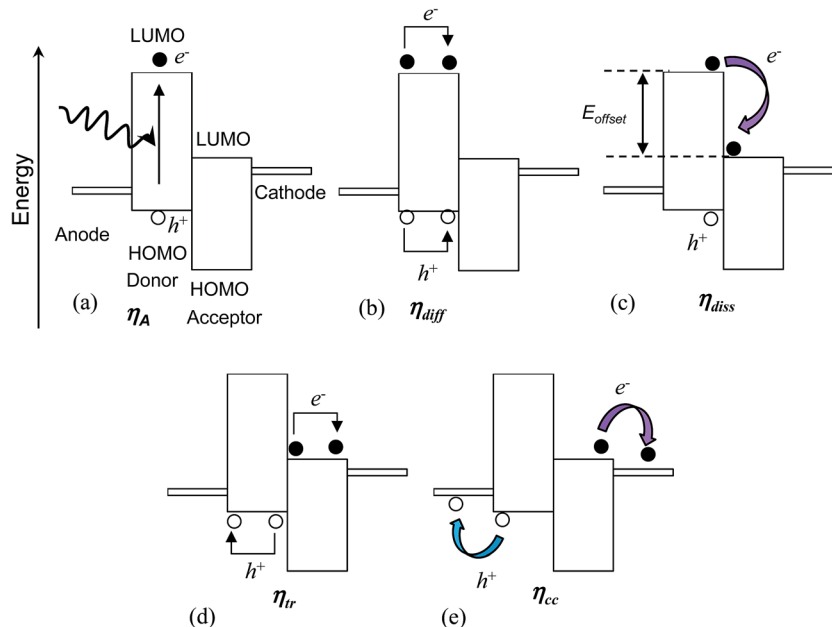 Energy
LUMO
e⁻
LUMO
Cathode
Anode
h⁺
HOMO
Donor
HOMO
Acceptor
(a)
η_A
e⁻
h⁺
(b)
η_diff
e⁻
E_offset
h⁺
(c)
η_diss
e⁻
h⁺
(d)
η_tr
e⁻
h⁺
(e)
η_cc